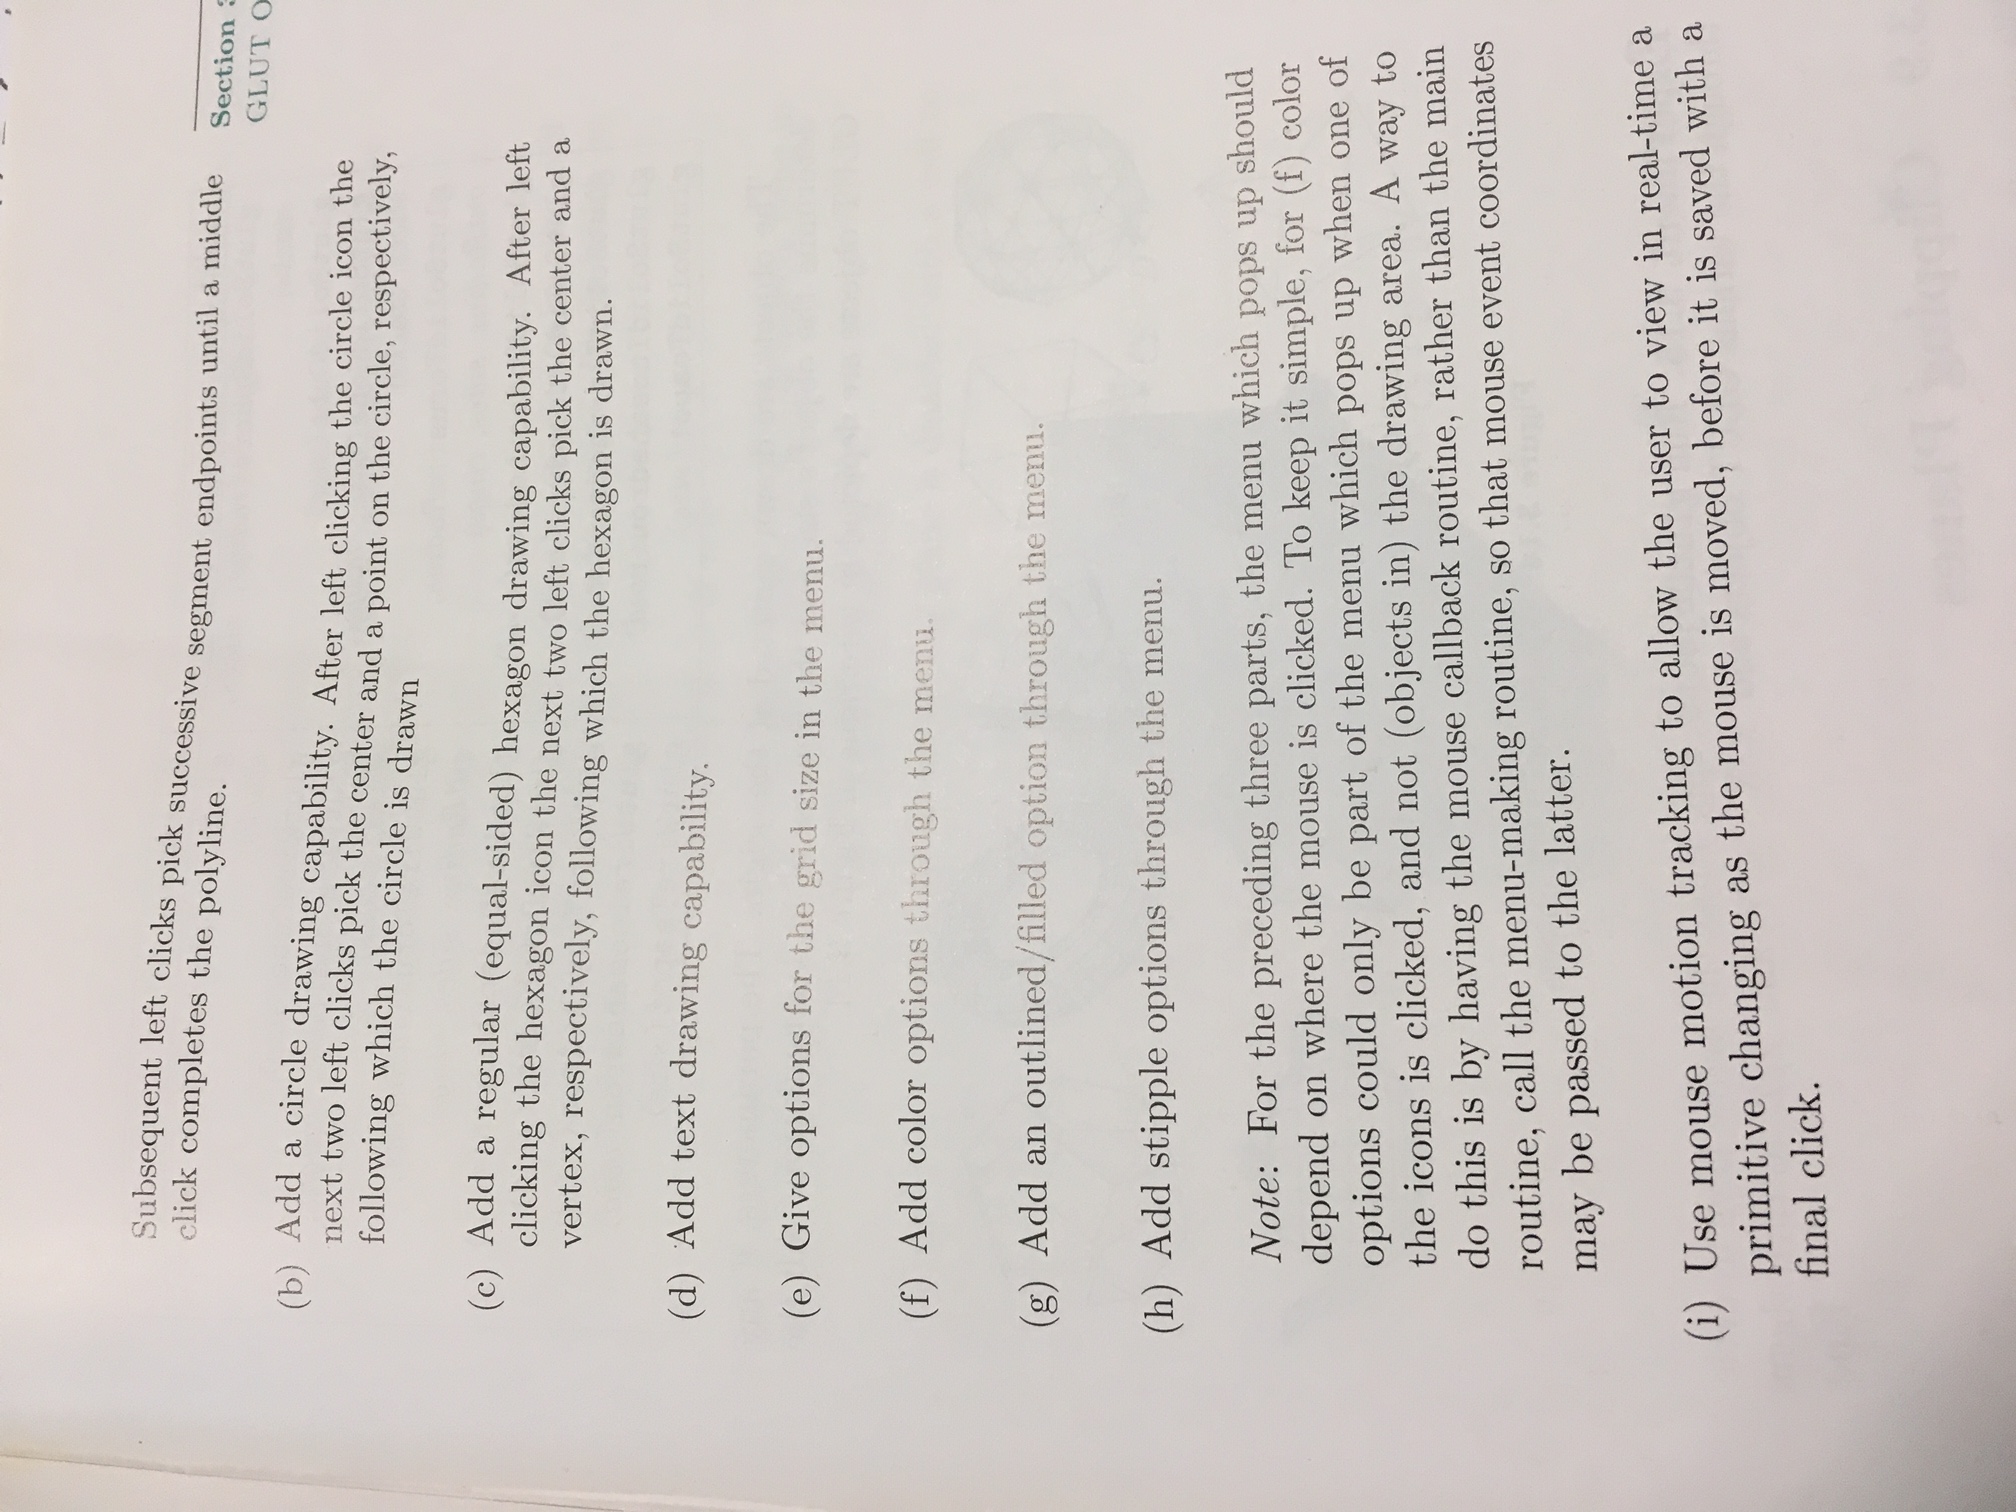 Subsequent left clicks pick successive segment endpoints until a middle
click completes the polyline.
Section
GLUT
(b) Add a circle drawing capability. After left clicking the circle icon the
next two left clicks pick the center and a point on the circle, respectively,
following which the circle is drawn
(c) Add a regular (equal-sided) hexagon drawing capability. After left
clicking the hexagon icon the next two left clicks pick the center and a
vertex, respectively, following which the hexagon is drawn.
(d) Add text drawing capability.
(e) Give options for the grid size in the menu.
(f) Add color options through the menu.
(g) Add an outlined/filled option through the menu.
(h) Add stipple options through the menu.
Note: For the preceding three parts, the menu which pops up should
depend on where the mouse is clicked. To keep it simple, for (f) color
options could only be part of the menu which pops up when one of
the icons is clicked, and not (objects in) the drawing area. A way to
do this is by having the mouse callback routine, rather than the main
routine, call the menu-making routine, so that mouse event coordinates
may be passed to the latter.
(i) Use mouse motion tracking to allow the user to view in real-time a
primitive changing as the mouse is moved, before it is saved with a
final click.